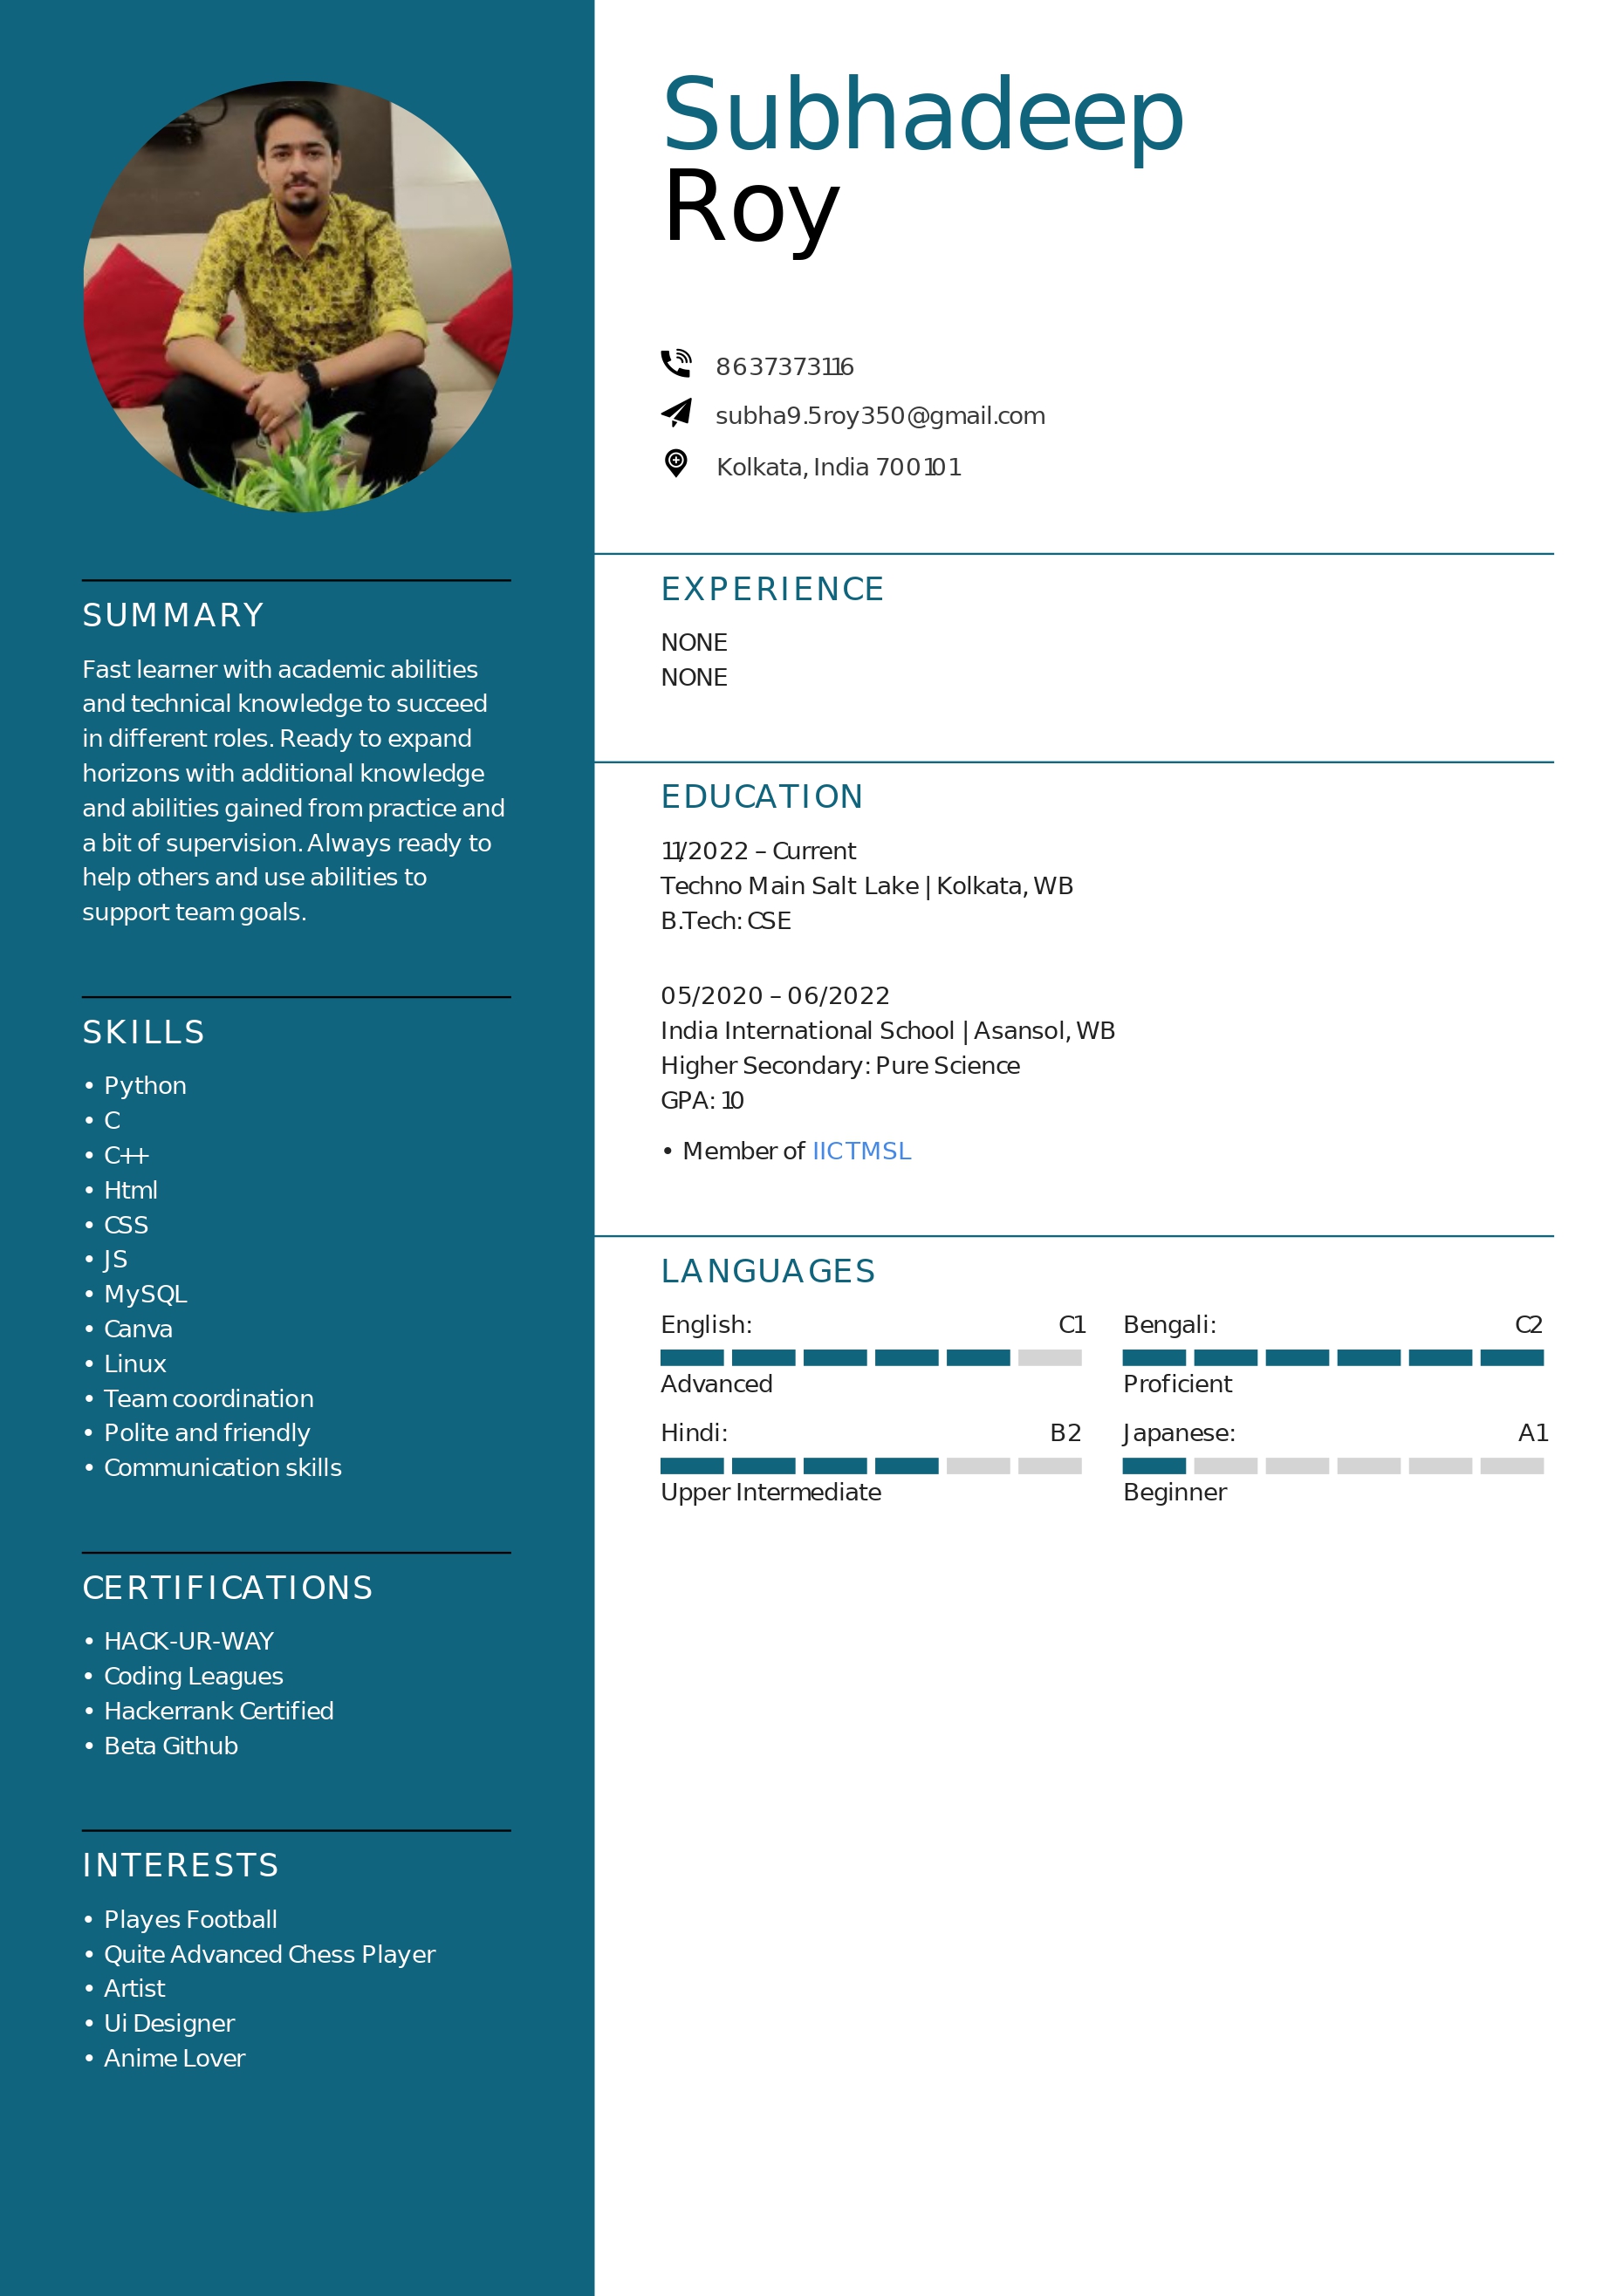 SUMMARY
Fast learner with academic abilities
and technical knowledge to succeed
in different roles. Ready to expand
horizons with additional knowledge
and abilities gained from practice and
a bit of supervision. Always ready to
help others and use abilities to
support team goals.
SKILLS
• Python
• C
• C++
• Html
• CSS
• JS
• MySQL
• Canva
• Linux
• Team coordination
• Polite and friendly
• Communication skills
CERTIFICATIONS
• HACK-UR-WAY
• Coding Leagues
• Hackerrank Certified
• Beta Github
INTERESTS
• Playes Football
• Quite Advanced Chess Player
• Artist
• Ui Designer
• Anime Lover
Subhadeep
Roy
8637373116
subha9.5roy350@gmail.com
Kolkata, India 700101
EXPERIENCE
NONE
NONE
EDUCATION
11/2022 – Current
Techno Main Salt Lake | Kolkata, WB
B.Tech: CSE
05/2020 – 06/2022
India International School | Asansol, WB
Higher Secondary: Pure Science
GPA: 10
• Member of IICTMSL
LANGUAGES
English: C1
Advanced
Bengali: C2
Proficient
Hindi: B2
Upper Intermediate
Japanese: A1
Beginner